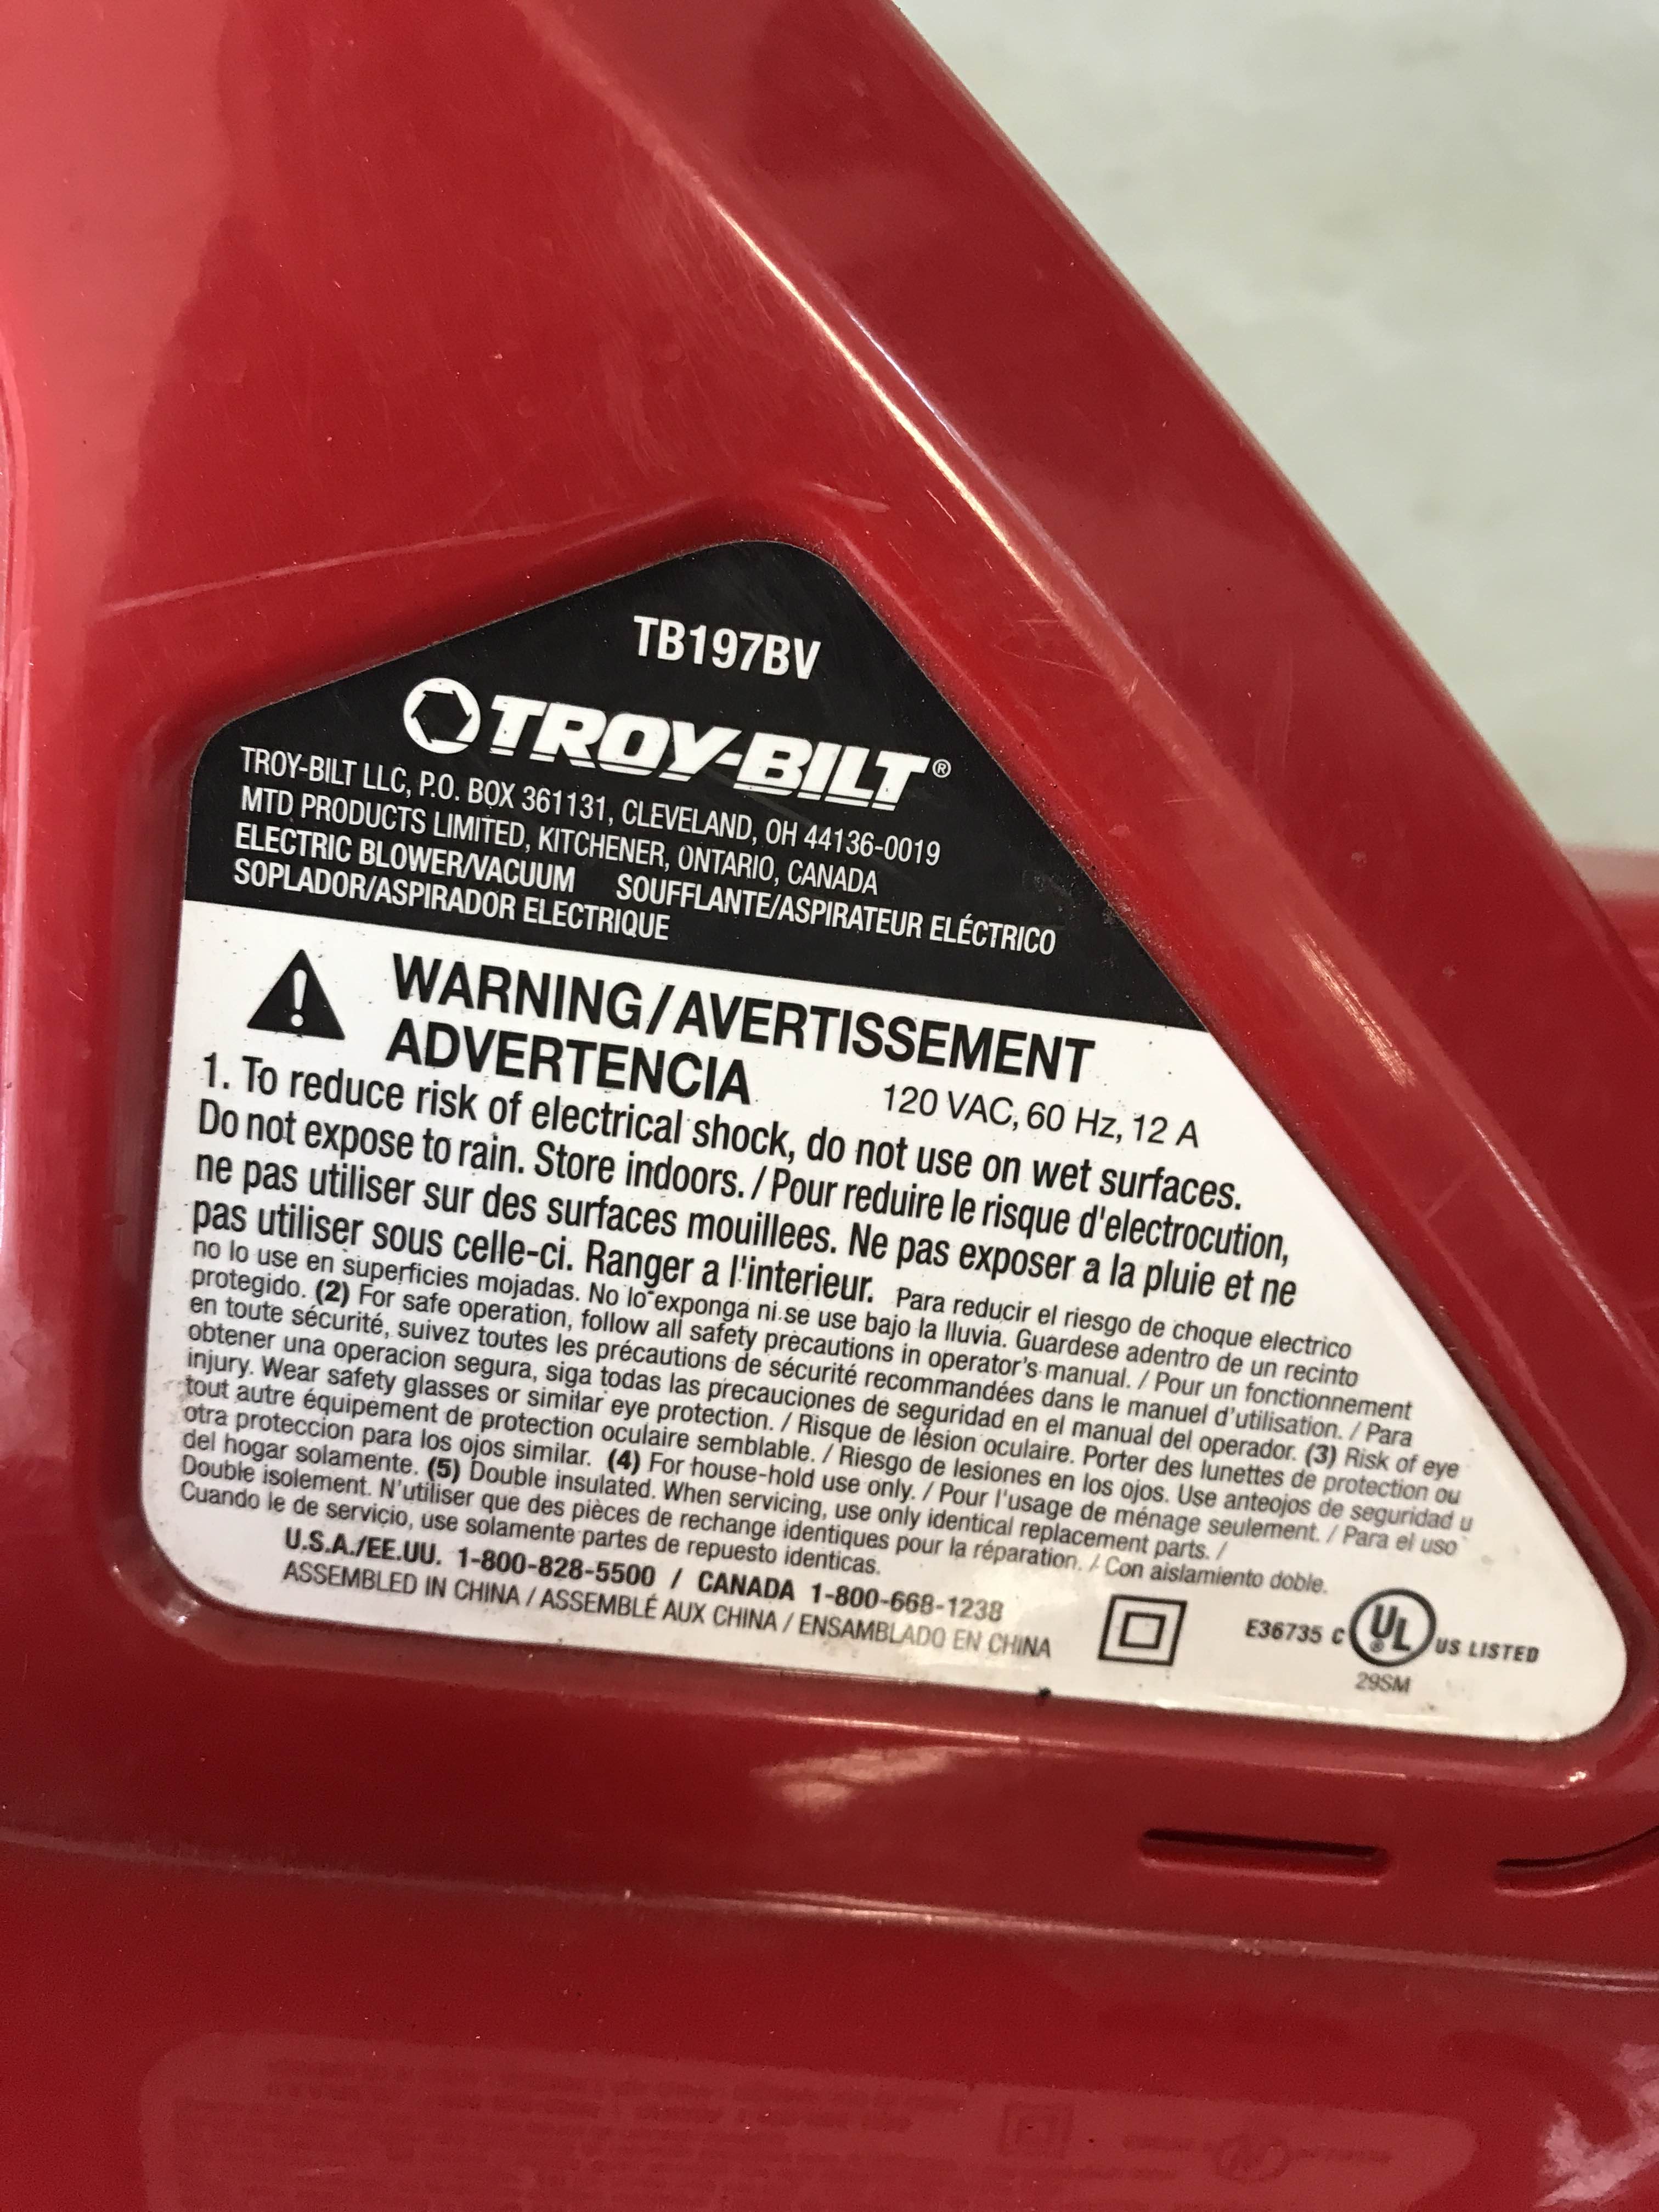 TB197BV
TROY-BILT®
TROY-BILT LLC, P.O. BOX 361131, CLEVELAND, OH 44136-0019
MTD PRODUCTS LIMITED, KITCHENER, ONTARIO, CANADA
ELECTRIC BLOWER/VACUUM SOUFFLANTE/ASPIRATEUR ELÉCTRICO
SOPLADOR/ASPIRADOR ELECTRIQUE
WARNING/AVERTISSEMENT
ADVERTENCIA 120 VAC, 60 Hz, 12 A
1. To reduce risk of electrical shock, do not use on wet surfaces.
Do not expose to rain. Store indoors. / Pour reduire le risque d'electrocution,
ne pas utiliser sur des surfaces mouillees. Ne pas exposer a la pluie et ne
pas utiliser sous celle-ci. Ranger a l'interieur. Para reducir el riesgo de choque electrico
no lo use en superficies mojadas. No lo exponga ni se use bajo la lluvia. Guardese adentro de un recinto
protegido. (2) For safe operation, follow all safety precautions in operator's manual. / Pour un fonctionnement
en toute sécurité, suivez toutes les précautions de sécurité recommandées dans le manuel d'utilisation. / Para
obtener una operacion segura, siga todas las precauciones de seguridad en el manual del operador. (3) Risk of eye
injury. Wear safety glasses or similar eye protection. / Risque de lésion oculaire. Porter des lunettes de protection ou
tout autre équipement de protection oculaire semblable. / Riesgo de lesiones en los ojos. Use anteojos de seguridad u
otra proteccion para los ojos similar. (4) For house-hold use only. / Pour l'usage de ménage seulement. / Para el uso
del hogar solamente. (5) Double insulated. When servicing, use only identical replacement parts. /
Double isolement. N'utiliser que des pièces de rechange identiques pour la réparation. / Con aislamiento doble.
Cuando le de servicio, use solamente partes de repuesto identicas.
U.S.A./EE.UU. 1-800-828-5500 / CANADA 1-800-668-1238
ASSEMBLED IN CHINA / ASSEMBLÉ AUX CHINA / ENSAMBLADO EN CHINA
E36735 C UL ® US LISTED
29SM